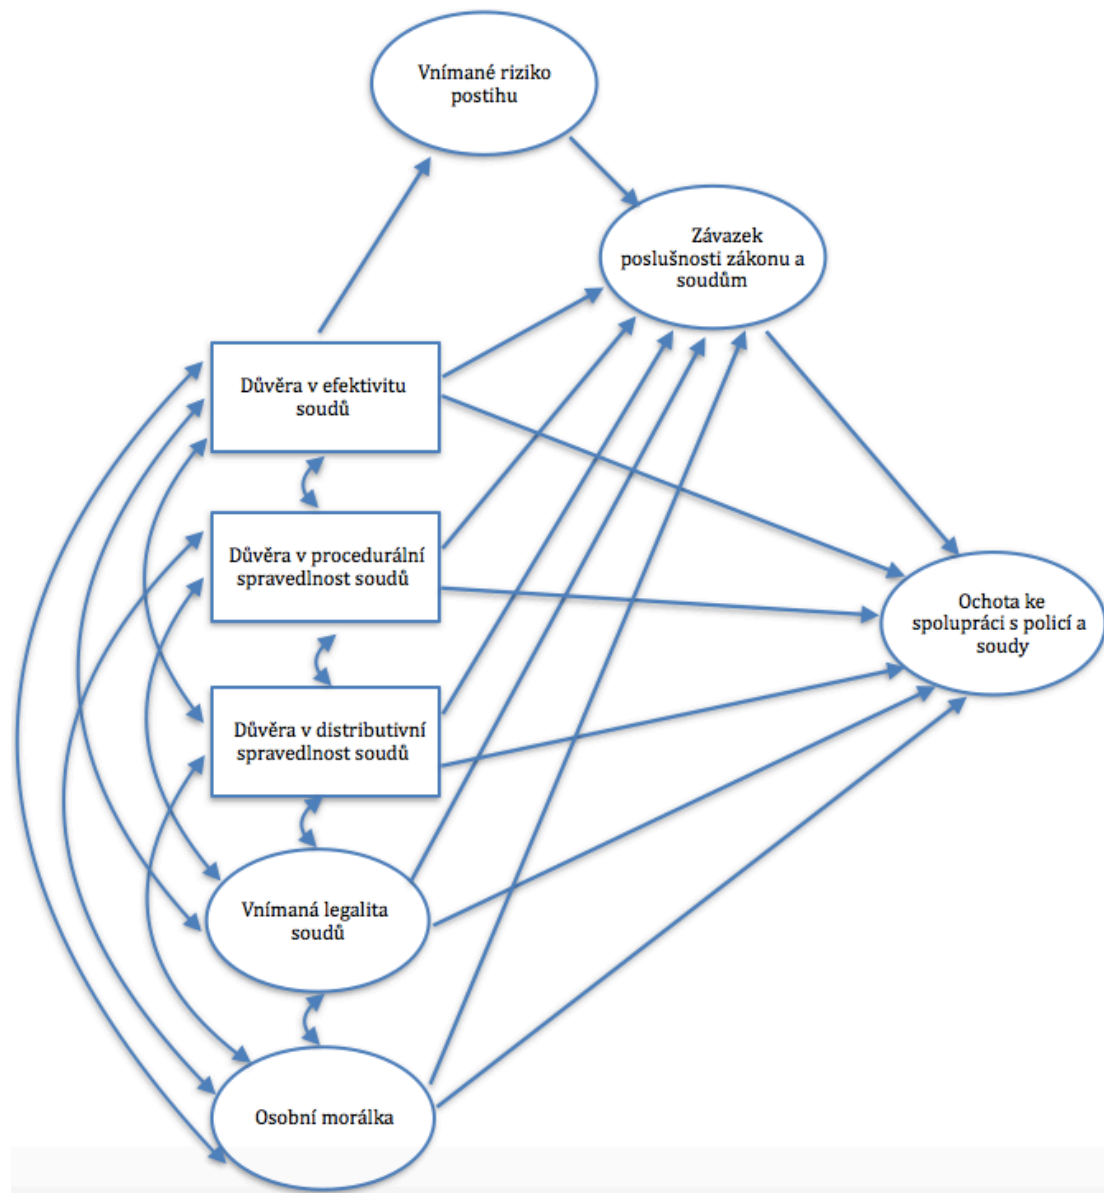 Vnímané riziko
postihu
Závazek
poslušnosti zákonu a
soudům
Důvěra v efektivitu
soudů
Důvěra v procedurální
spravedlnost soudů
Ochota ke
spolupráci s policí a
soudy
Důvěra v distributivní
spravedlnost soudů
Vnímaná legalita
soudů
Osobní morálka